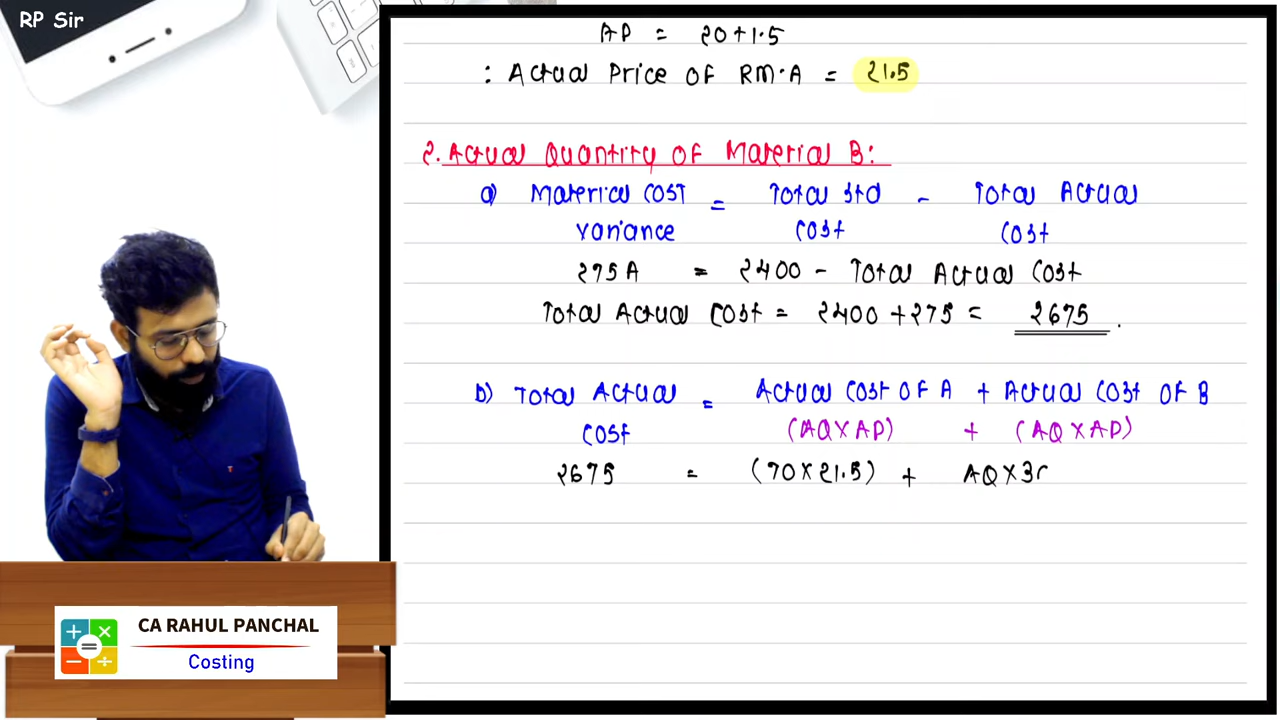 RP Sir
AP = 20+1.5
: Actual Price of RM.A = 21.5
2. Actual Quantity of Material B:
a) Material Cost variance = Total std Cost - Total Actual Cost
275A = 2400 - Total Actual Cost
Total Actual Cost = 2400 + 275 = 2675.
b) Total Actual Cost = Actual Cost of A + Actual Cost of B
(AQ X AP) + (AQ X AP)
2675 = (70 X 21.5) + AQ X
CA RAHUL PANCHAL
Costing